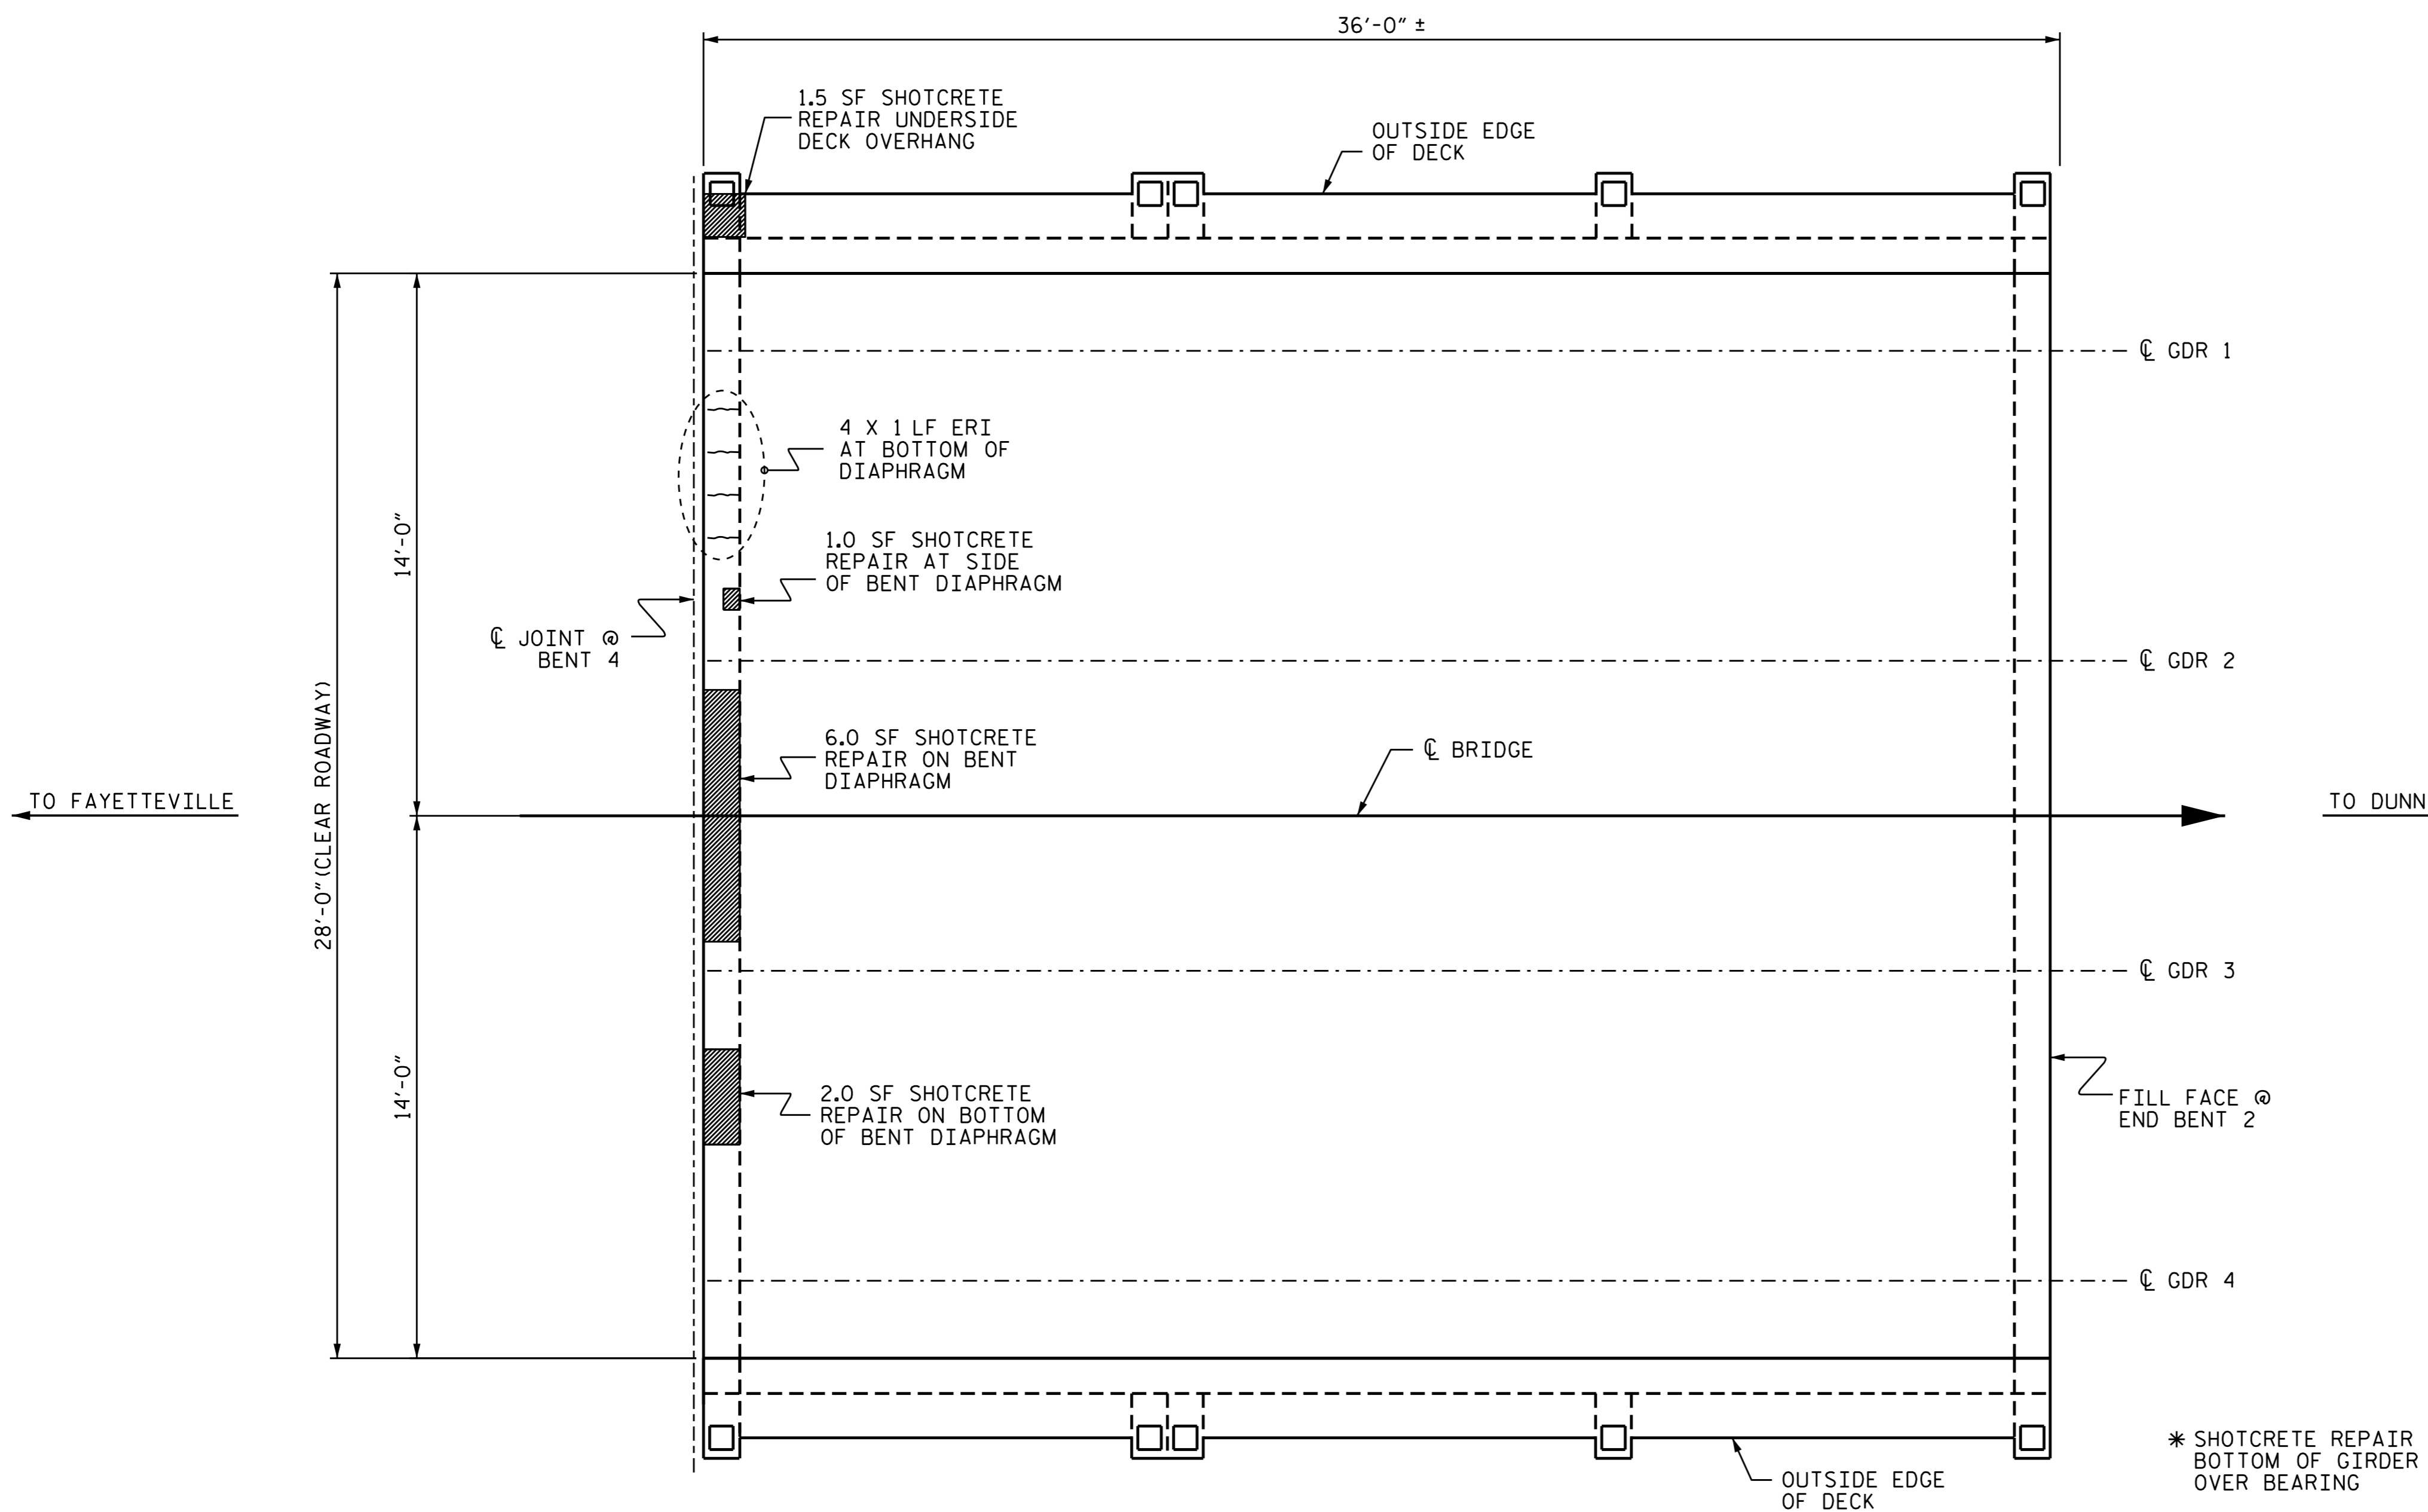 36'-0" ±
1.5 SF SHOTCRETE
REPAIR UNDERSIDE
DECK OVERHANG
OUTSIDE EDGE
OF DECK
℄ GDR 1
4 X 1 LF ERI
AT BOTTOM OF
DIAPHRAGM
14'-0"
1.0 SF SHOTCRETE
REPAIR AT SIDE
OF BENT DIAPHRAGM
℄ JOINT @
BENT 4
℄ GDR 2
28'-0" (CLEAR ROADWAY)
6.0 SF SHOTCRETE
REPAIR ON BENT
DIAPHRAGM
℄ BRIDGE
TO FAYETTEVILLE
TO DUNN
℄ GDR 3
14'-0"
2.0 SF SHOTCRETE
REPAIR ON BOTTOM
OF BENT DIAPHRAGM
FILL FACE @
END BENT 2
℄ GDR 4
* SHOTCRETE REPAIR
BOTTOM OF GIRDER
OVER BEARING
OUTSIDE EDGE
OF DECK